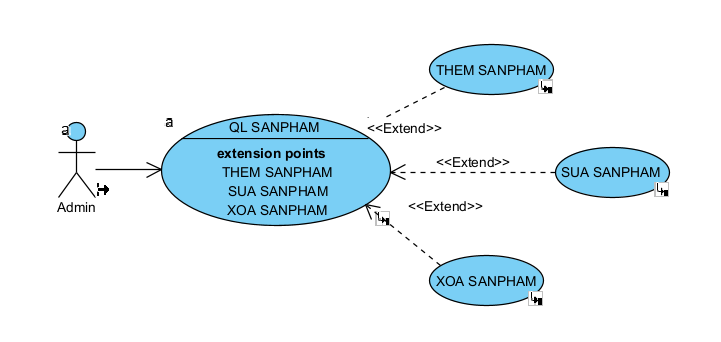 THEM SANPHAM
a
QL SANPHAM
<<Extend>>
a
extension points
<<Extend>>
THEM SANPHAM
SUA SANPHAM
SUA SANPHAM
Admin
XOA SANPHAM
<<Extend>>
XOA SANPHAM